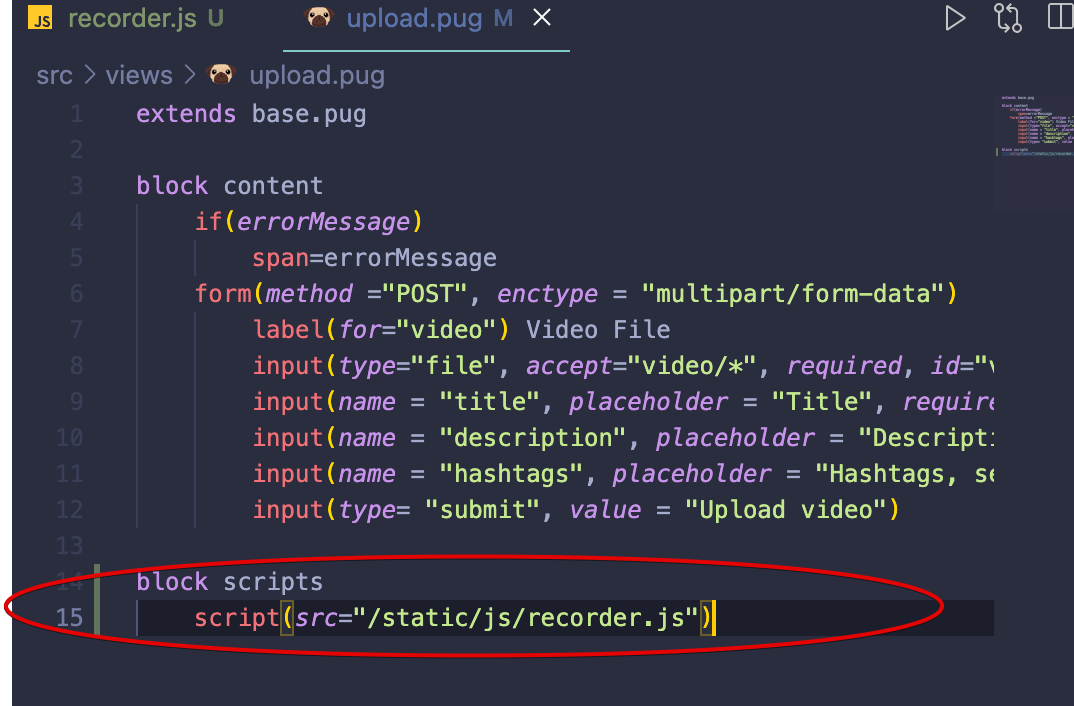 JS recorder.js U
upload.pug M
src > views > upload.pug
1 extends base.pug
2
3 block content
4 if(errorMessage)
5 span=errorMessage
6 form(method ="POST", enctype = "multipart/form-data")
7 label(for="video") Video File
8 input(type="file", accept="video/*", required, id="v
9 input(name = "title", placeholder = "Title", require
10 input(name = "description", placeholder = "Descripti
11 input(name = "hashtags", placeholder = "Hashtags, se
12 input(type= "submit", value = "Upload video")
13
14 block scripts
15 script(src="/static/js/recorder.js")